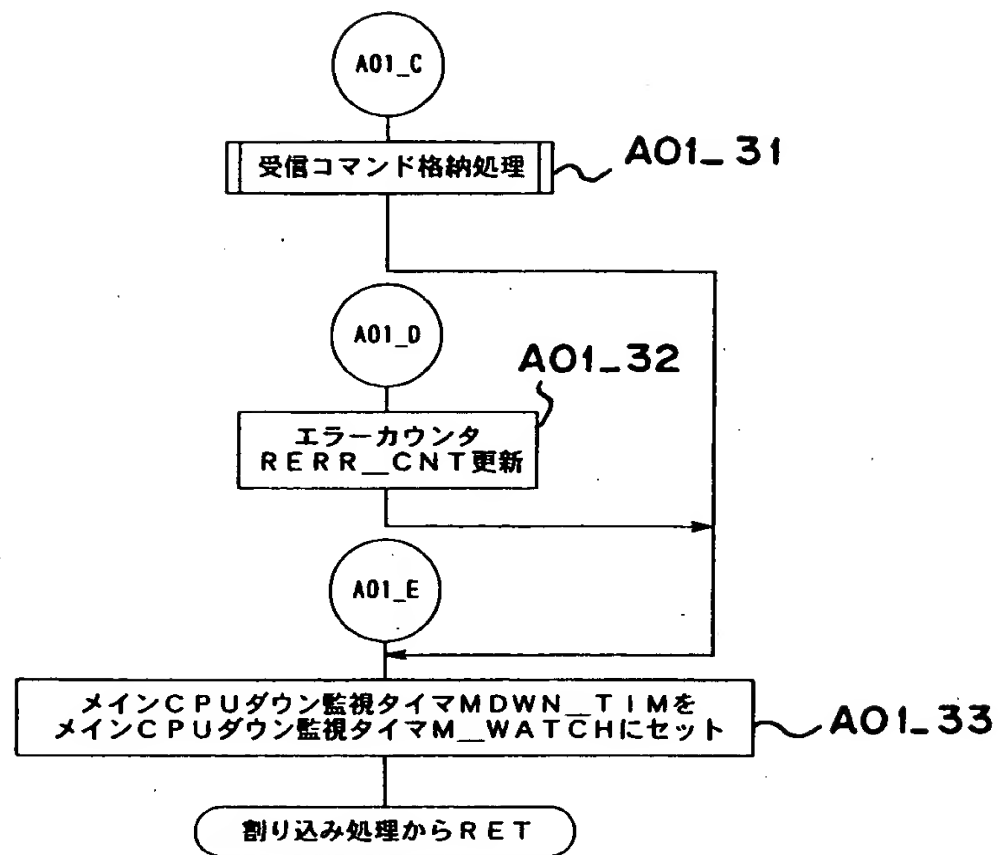 A01_C
受信コマンド格納処理
A01_31
A01_D
A01_32
エラーカウンタ
RERR__CNT更新
A01_E
メインCPUダウン監視タイマMDWN__TIMを
メインCPUダウン監視タイマM__WATCHにセット
A01_33
割り込み処理からRET